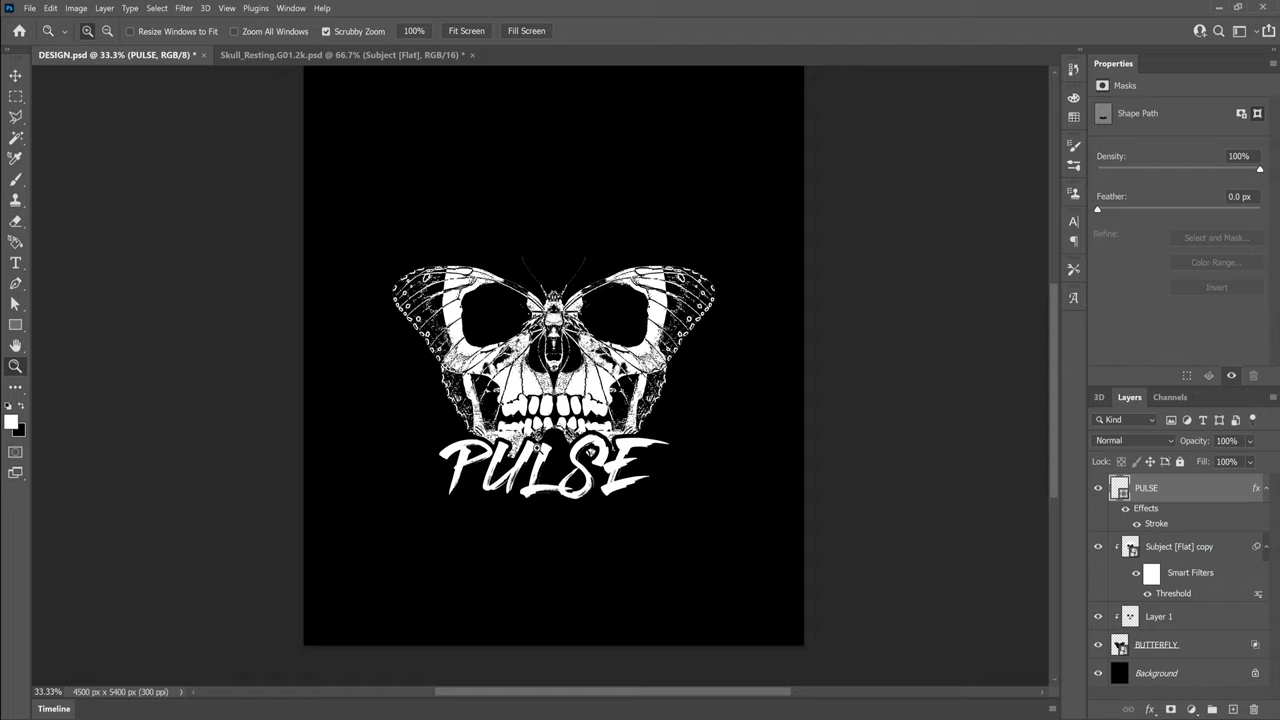 File Edit Image Layer Type Select Filter 3D View Plugins Window Help
Resize Windows to Fit Zoom All Windows Scrubby Zoom 100% Fit Screen Fill Screen
DESIGN.psd @ 33.3% (PULSE, RGB/8) * × Skull_Resting.G01.2k.psd @ 66.7% (Subject [Flat], RGB/16) * ×
PULSE
33.33% 4500 px x 5400 px (300 ppi)
Timeline
Properties
Masks
Shape Path
Density: 100%
Feather: 0.0 px
Refine: Select and Mask...
Color Range...
Invert
3D Layers Channels
Kind
Normal Opacity: 100%
Lock: Fill: 100%
PULSE fx
Effects
Stroke
Subject [Flat] copy
Smart Filters
Threshold
Layer 1
BUTTERFLY
Background